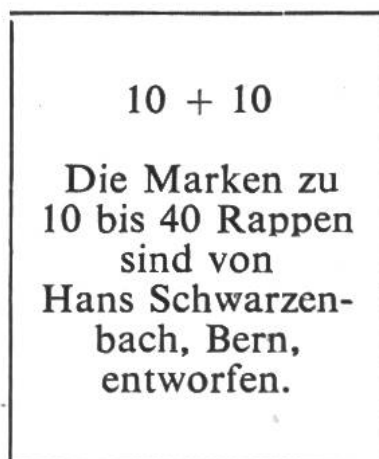 10 + 10
Die Marken zu
10 bis 40 Rappen
sind von
Hans Schwarzen-
bach, Bern,
entworfen.